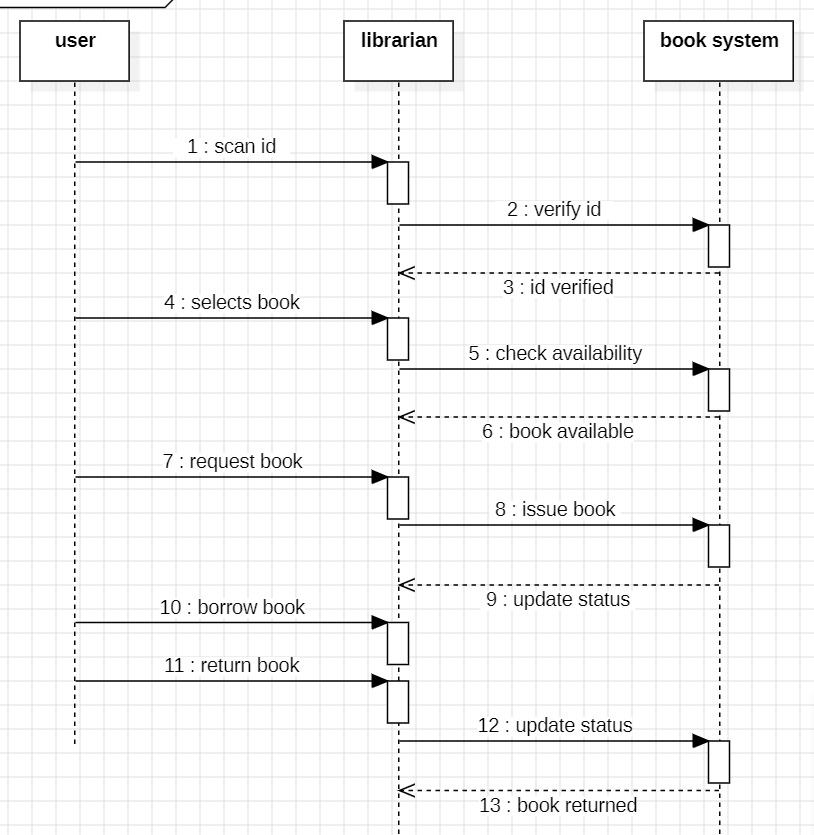 user
librarian
book system
1 : scan id
2 : verify id
3 : id verified
4 : selects book
5 : check availability
6 : book available
7 : request book
8 : issue book
9 : update status
10 : borrow book
11 : return book
12 : update status
13 : book returned